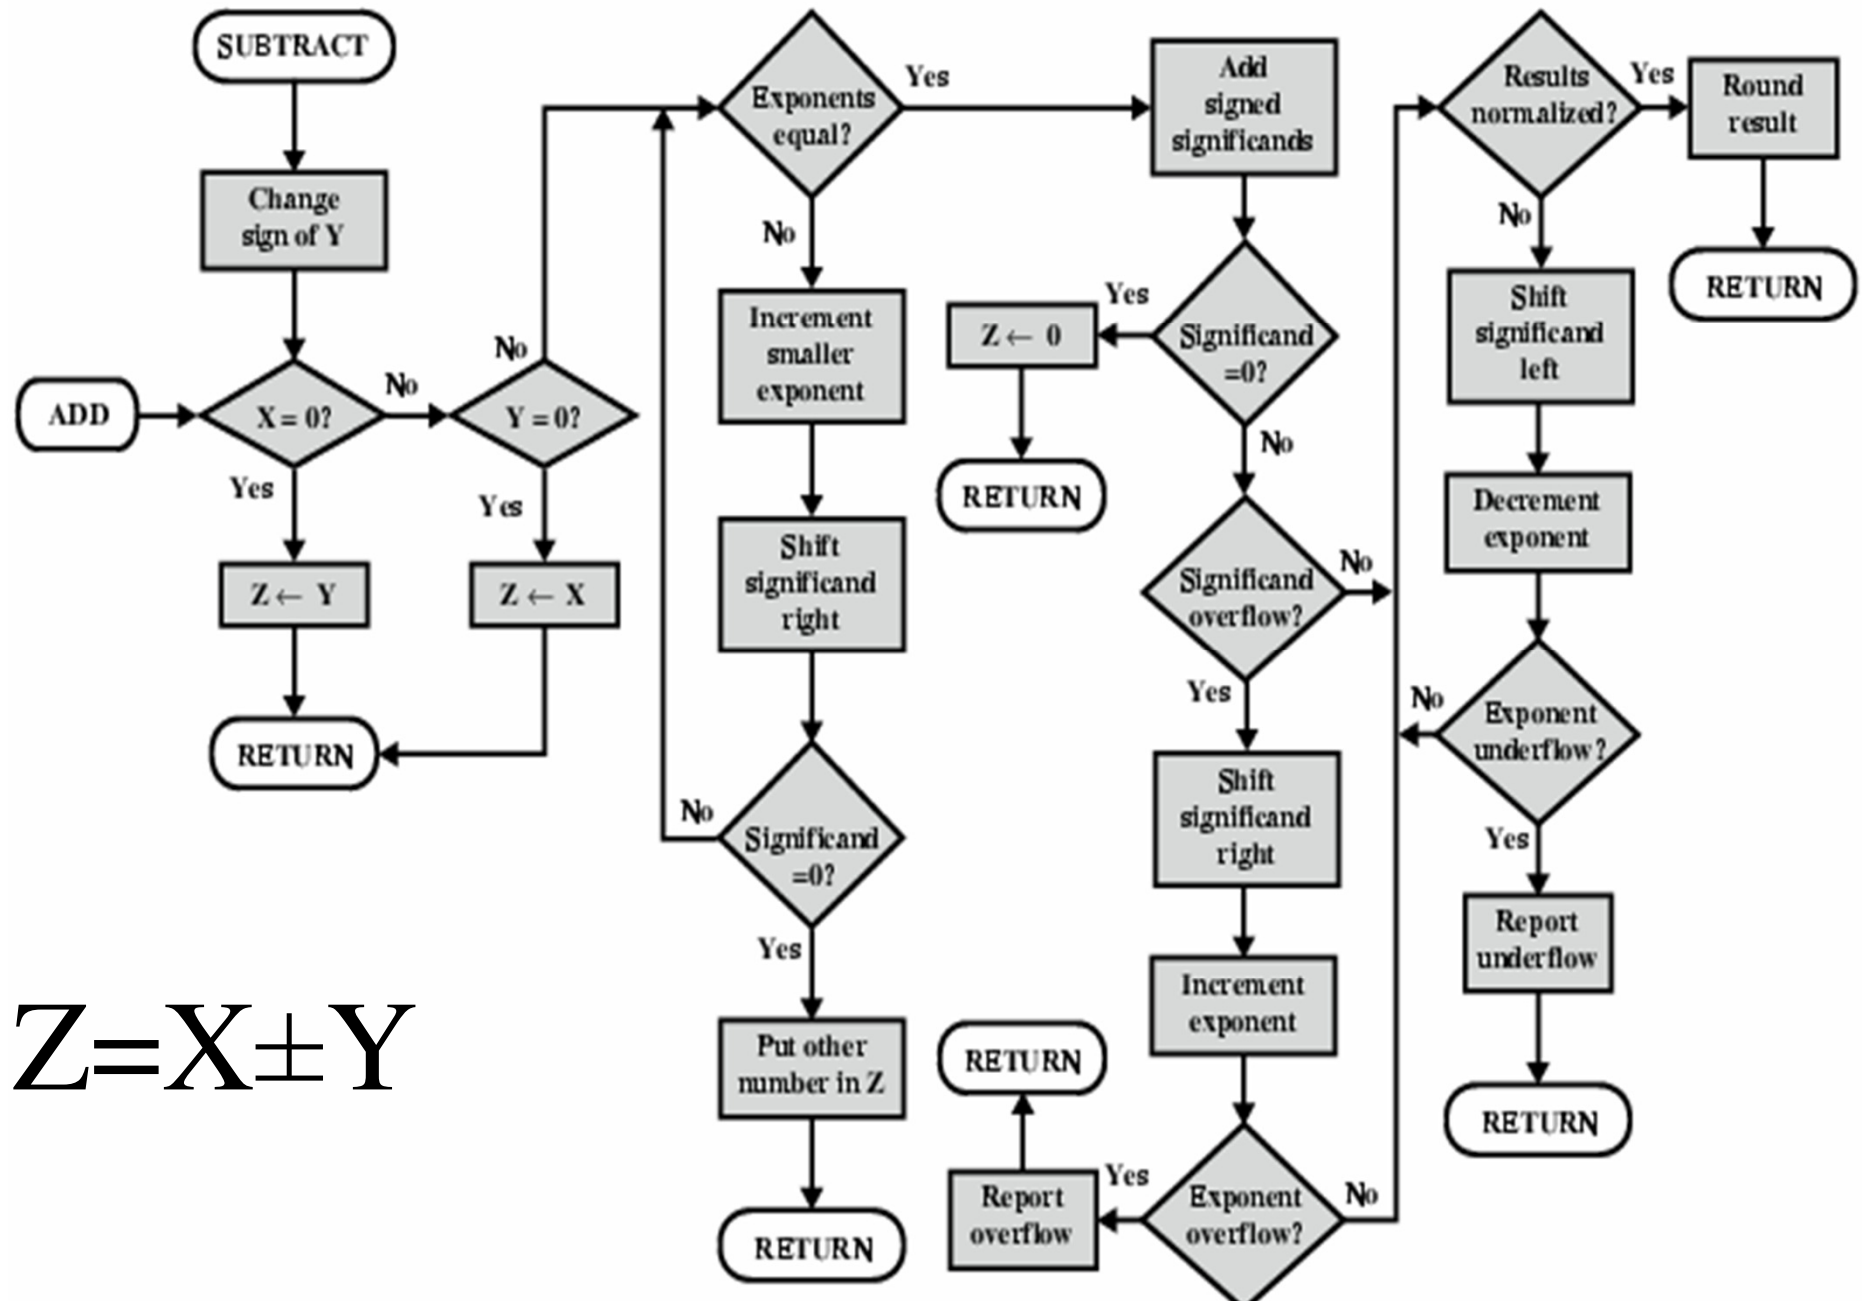 SUBTRACT
Change
sign of Y
ADD
X = 0?
No
Yes
Z ← Y
RETURN
Y = 0?
No
Yes
Z ← X
Exponents
equal?
Yes
No
Increment
smaller
exponent
Shift
significand
right
Significand
=0?
No
Yes
Put other
number in Z
RETURN
Add
signed
significands
Significand
=0?
Yes
Z ← 0
RETURN
No
Significand
overflow?
No
Yes
Shift
significand
right
Increment
exponent
Exponent
overflow?
Yes
Report
overflow
RETURN
No
Results
normalized?
Yes
Round
result
RETURN
No
Shift
significand
left
Decrement
exponent
Exponent
underflow?
No
Yes
Report
underflow
RETURN
Z=X±Y